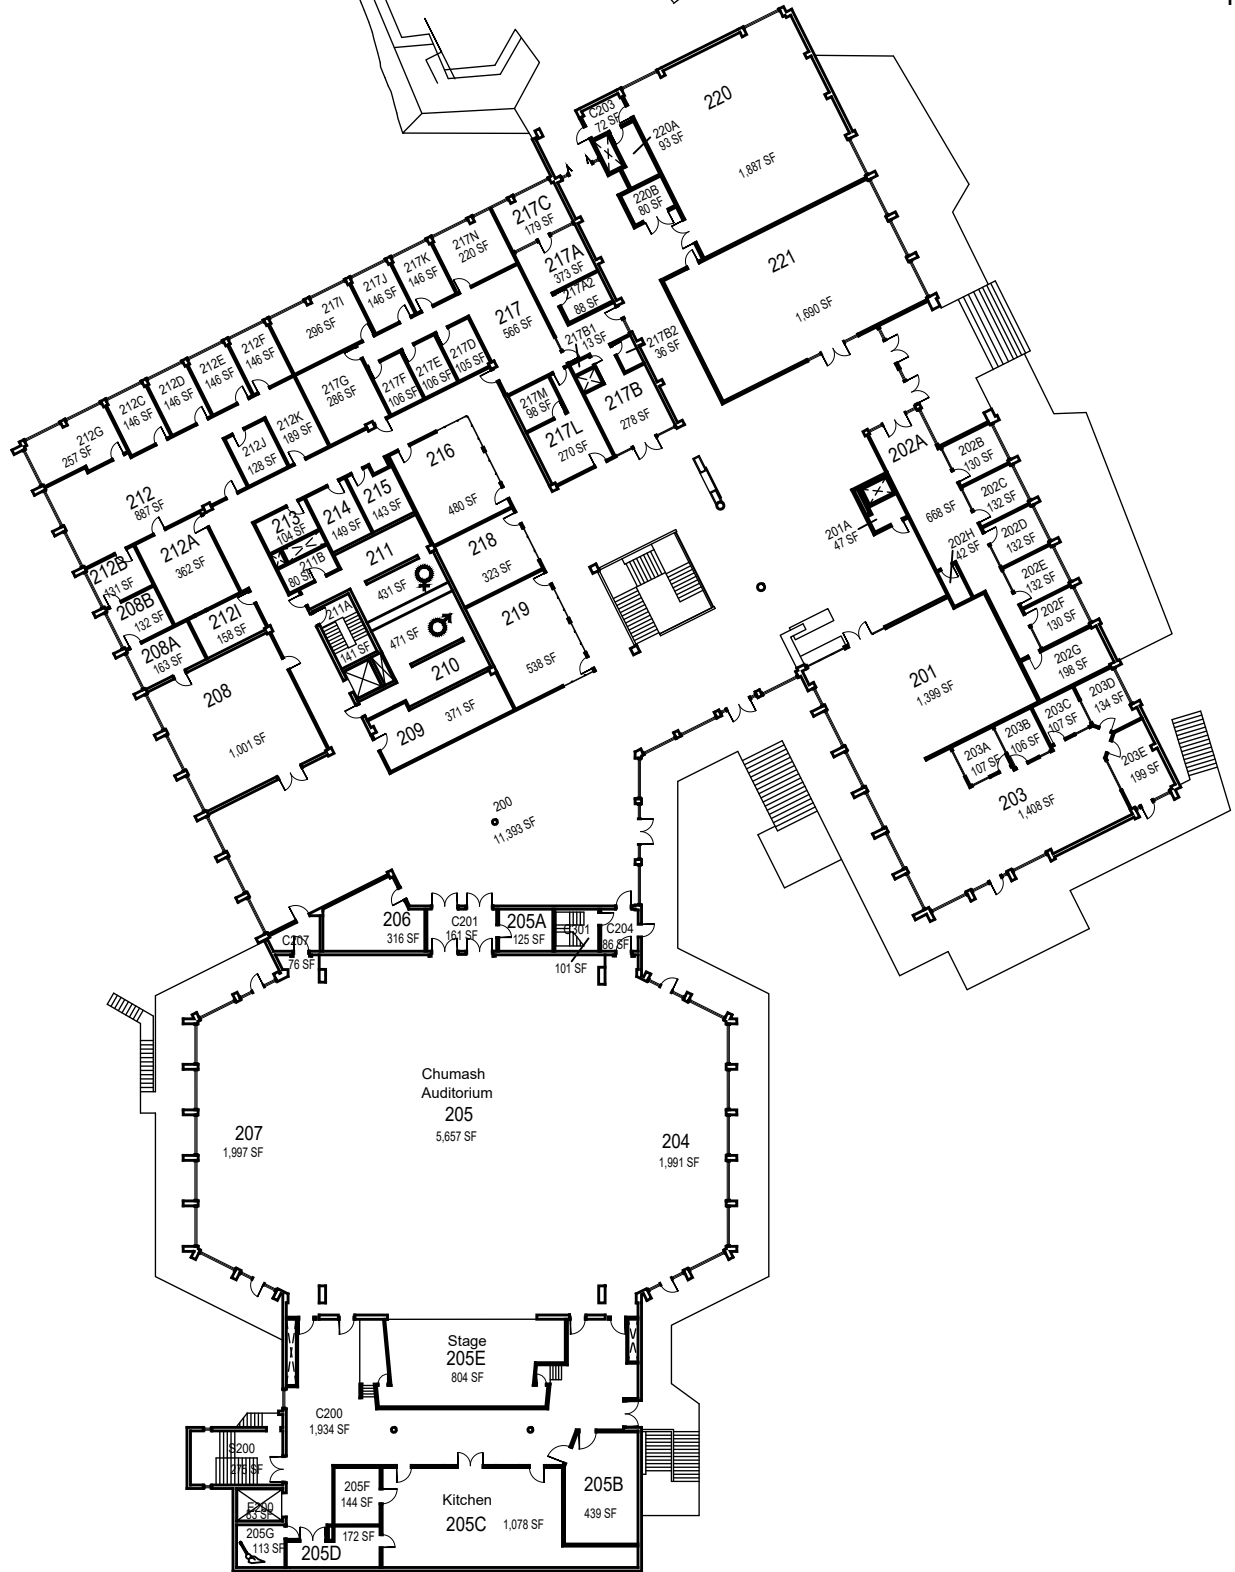 C203
72 SF
220
1,887 SF
220A
93 SF
220B
80 SF
217C
179 SF
217N
220 SF
217K
146 SF
217J
146 SF
217I
296 SF
217A
373 SF
217A2
88 SF
221
1,690 SF
217
566 SF
217B1
13 SF
217B2
36 SF
217D
105 SF
217E
106 SF
217F
106 SF
217G
286 SF
212F
146 SF
212E
146 SF
212D
146 SF
212C
146 SF
212G
257 SF
217M
98 SF
217B
278 SF
217L
270 SF
212K
189 SF
212J
128 SF
212
887 SF
216
480 SF
215
143 SF
214
149 SF
213
104 SF
211B
80 SF
211
431 SF
218
323 SF
212A
362 SF
212B
131 SF
208B
132 SF
212I
158 SF
208A
163 SF
211A
141 SF
471 SF
210
219
538 SF
208
1,001 SF
209
371 SF
202A
668 SF
202B
130 SF
202C
132 SF
202D
132 SF
202H
42 SF
202E
132 SF
202F
130 SF
202G
198 SF
201A
47 SF
201
1,399 SF
203D
134 SF
203C
107 SF
203B
106 SF
203A
107 SF
203E
199 SF
203
1,408 SF
200
11,393 SF
206
316 SF
C201
161 SF
205A
125 SF
C301
101 SF
C204
86 SF
C207
76 SF
Chumash
Auditorium
205
5,657 SF
207
1,997 SF
204
1,991 SF
Stage
205E
804 SF
C200
1,934 SF
S200
275 SF
205F
144 SF
Kitchen
205C
1,078 SF
205B
439 SF
E200
83 SF
205G
113 SF
205D
172 SF